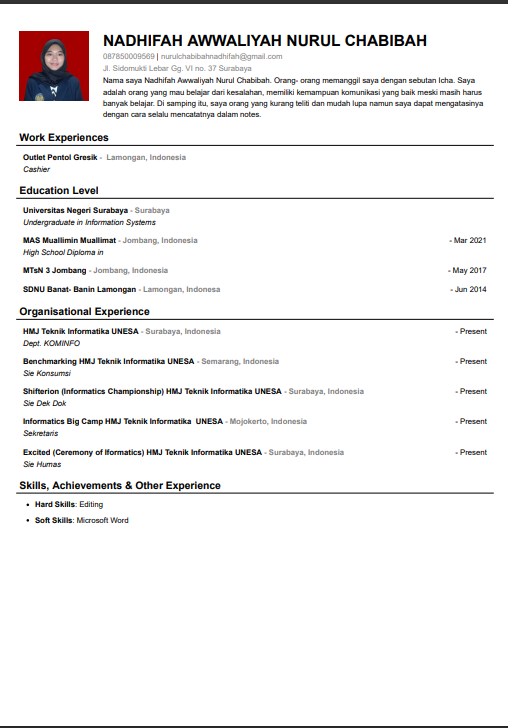 NADHIFAH AWWALIYAH NURUL CHABIBAH
087850009569 | nurulchabibahnadhifah@gmail.com
Jl. Sidomukti Lebar Gg. VI no. 37 Surabaya
Nama saya Nadhifah Awwaliyah Nurul Chabibah. Orang- orang memanggil saya dengan sebutan Icha. Saya
adalah orang yang mau belajar dari kesalahan, memiliki kemampuan komunikasi yang baik meski masih harus
banyak belajar. Di samping itu, saya orang yang kurang teliti dan mudah lupa namun saya dapat mengatasinya
dengan cara selalu mencatatnya dalam notes.
Work Experiences
Outlet Pentol Gresik - Lamongan, Indonesia
Cashier
Education Level
Universitas Negeri Surabaya - Surabaya
Undergraduate in Information Systems
MAS Muallimin Muallimat - Jombang, Indonesia - Mar 2021
High School Diploma in
MTsN 3 Jombang - Jombang, Indonesia - May 2017
SDNU Banat- Banin Lamongan - Lamongan, Indonesa - Jun 2014
Organisational Experience
HMJ Teknik Informatika UNESA - Surabaya, Indonesia - Present
Dept. KOMINFO
Benchmarking HMJ Teknik Informatika UNESA - Semarang, Indonesia - Present
Sie Konsumsi
Shifterion (Informatics Championship) HMJ Teknik Informatika UNESA - Surabaya, Indonesia - Present
Sie Dek Dok
Informatics Big Camp HMJ Teknik Informatika UNESA - Mojokerto, Indonesia - Present
Sekretaris
Excited (Ceremony of Iformatics) HMJ Teknik Informatika UNESA - Surabaya, Indonesia - Present
Sie Humas
Skills, Achievements & Other Experience
• Hard Skills: Editing
• Soft Skills: Microsoft Word